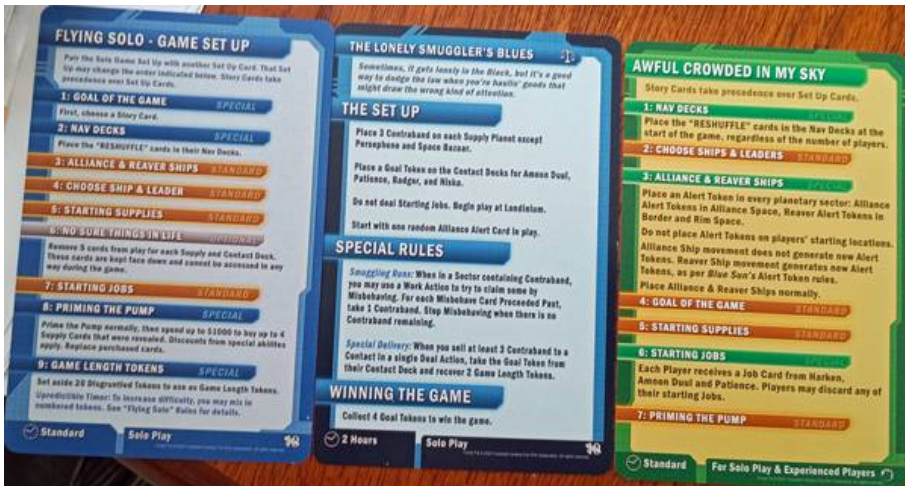 FLYING SOLO - GAME SET UP
Pair the Solo Game Set Up with another Set Up Card. That Set
Up may change the order indicated below. Story Cards take
precedence over Set Up Cards.
1: GOAL OF THE GAME SPECIAL
First, choose a Story Card.
2: NAV DECKS SPECIAL
Place the "RESHUFFLE" cards in their Nav Decks.
3: ALLIANCE & REAVER SHIPS STANDARD
4: CHOOSE SHIP & LEADER STANDARD
5: STARTING SUPPLIES STANDARD
6: NO SURE THINGS IN LIFE OPTIONAL
Remove 5 cards from play for each Supply and Contact Deck.
These cards are kept face down and cannot be accessed in any
way during the game.
7: STARTING JOBS STANDARD
8: PRIMING THE PUMP SPECIAL
Prime the Pump normally, then spend up to $1000 to buy up to 4
Supply Cards that were revealed. Discounts from special abilites
apply. Replace purchased cards.
9: GAME LENGTH TOKENS SPECIAL
Set aside 20 Disgruntled Tokens to use as Game Length Tokens.
Upredictible Timer: To increase difficulty, you may mix in
numbered tokens. See "Flying Solo" Rules for details.
Standard Solo Play
THE LONELY SMUGGLER'S BLUES
Sometimes, it gets lonely in the Black, but it's a good
way to dodge the law when you're haulin' goods that
might draw the wrong kind of attention.
THE SET UP
Place 3 Contraband on each Supply Planet except
Persephone and Space Bazaar.
Place a Goal Token on the Contact Decks for Amnon Duul,
Patience, Badger, and Niska.
Do not deal Starting Jobs. Begin play at Londinium.
Start with one random Alliance Alert Card in play.
SPECIAL RULES
Smuggling Runs: When in a Sector containing Contraband,
you may use a Work Action to try to claim some by
Misbehaving. For each Misbehave Card Proceeded Past,
take 1 Contraband. Stop Misbehaving when there is no
Contraband remaining.
Special Delivery: When you sell at least 3 Contraband to a
Contact in a single Deal Action, take the Goal Token from
their Contact Deck and recover 2 Game Length Tokens.
WINNING THE GAME
Collect 4 Goal Tokens to win the game.
2 Hours Solo Play
AWFUL CROWDED IN MY SKY
Story Cards take precedence over Set Up Cards.
1: NAV DECKS SPECIAL
Place the "RESHUFFLE" cards in the Nav Decks at the
start of the game, regardless of the number of players.
2: CHOOSE SHIPS & LEADERS STANDARD
3: ALLIANCE & REAVER SHIPS SPECIAL
Place an Alert Token in every planetary sector: Alliance
Alert Tokens in Alliance Space, Reaver Alert Tokens in
Border and Rim Space.
Do not place Alert Tokens on players' starting locations.
Alliance Ship movement does not generate new Alert
Tokens. Reaver Ship movement generates new Alert
Tokens, as per Blue Sun's Alert Token rules.
Place Alliance & Reaver Ships normally.
4: GOAL OF THE GAME STANDARD
5: STARTING SUPPLIES STANDARD
6: STARTING JOBS SPECIAL
Each Player receives a Job Card from Harken,
Amnon Duul and Patience. Players may discard any of
their starting Jobs.
7: PRIMING THE PUMP STANDARD
Standard For Solo Play & Experienced Players